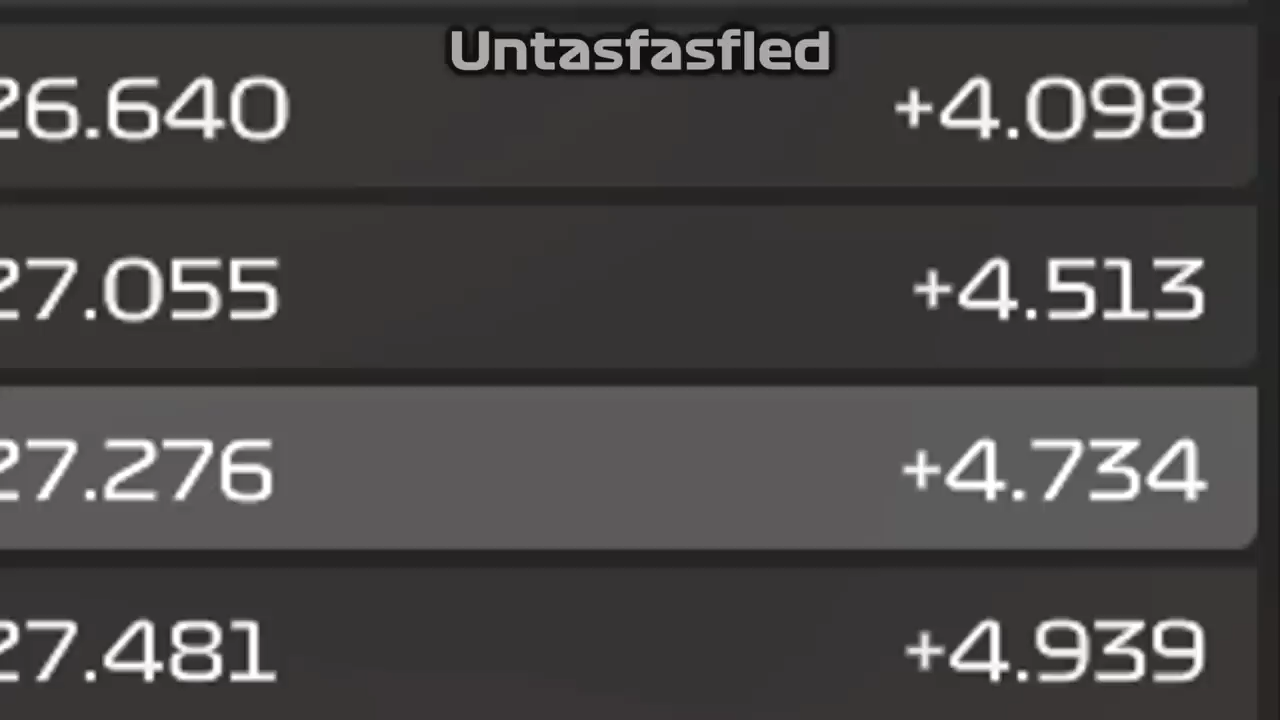 Untasfasfled
26.640 +4.098
27.055 +4.513
27.276 +4.734
27.481 +4.939